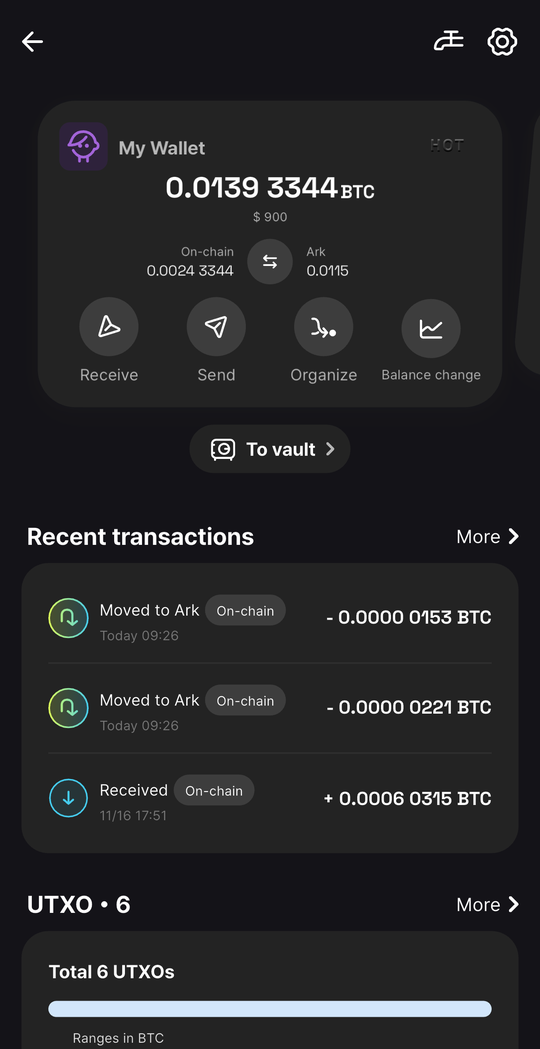 My Wallet
HOT
0.0139 3344 BTC
$ 900
On-chain
0.0024 3344
Ark
0.0115
Receive
Send
Organize
Balance change
To vault
Recent transactions
More
Moved to Ark On-chain
- 0.0000 0153 BTC
Today 09:26
Moved to Ark On-chain
- 0.0000 0221 BTC
Today 09:26
Received On-chain
+ 0.0006 0315 BTC
11/16 17:51
UTXO • 6
More
Total 6 UTXOs
Ranges in BTC